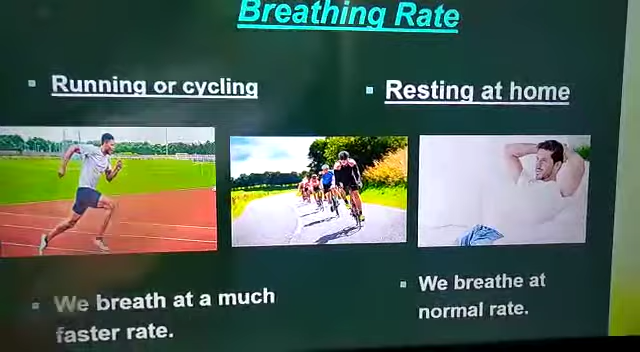 Breathing Rate
Running or cycling
Resting at home
We breath at a much
faster rate.
We breathe at
normal rate.